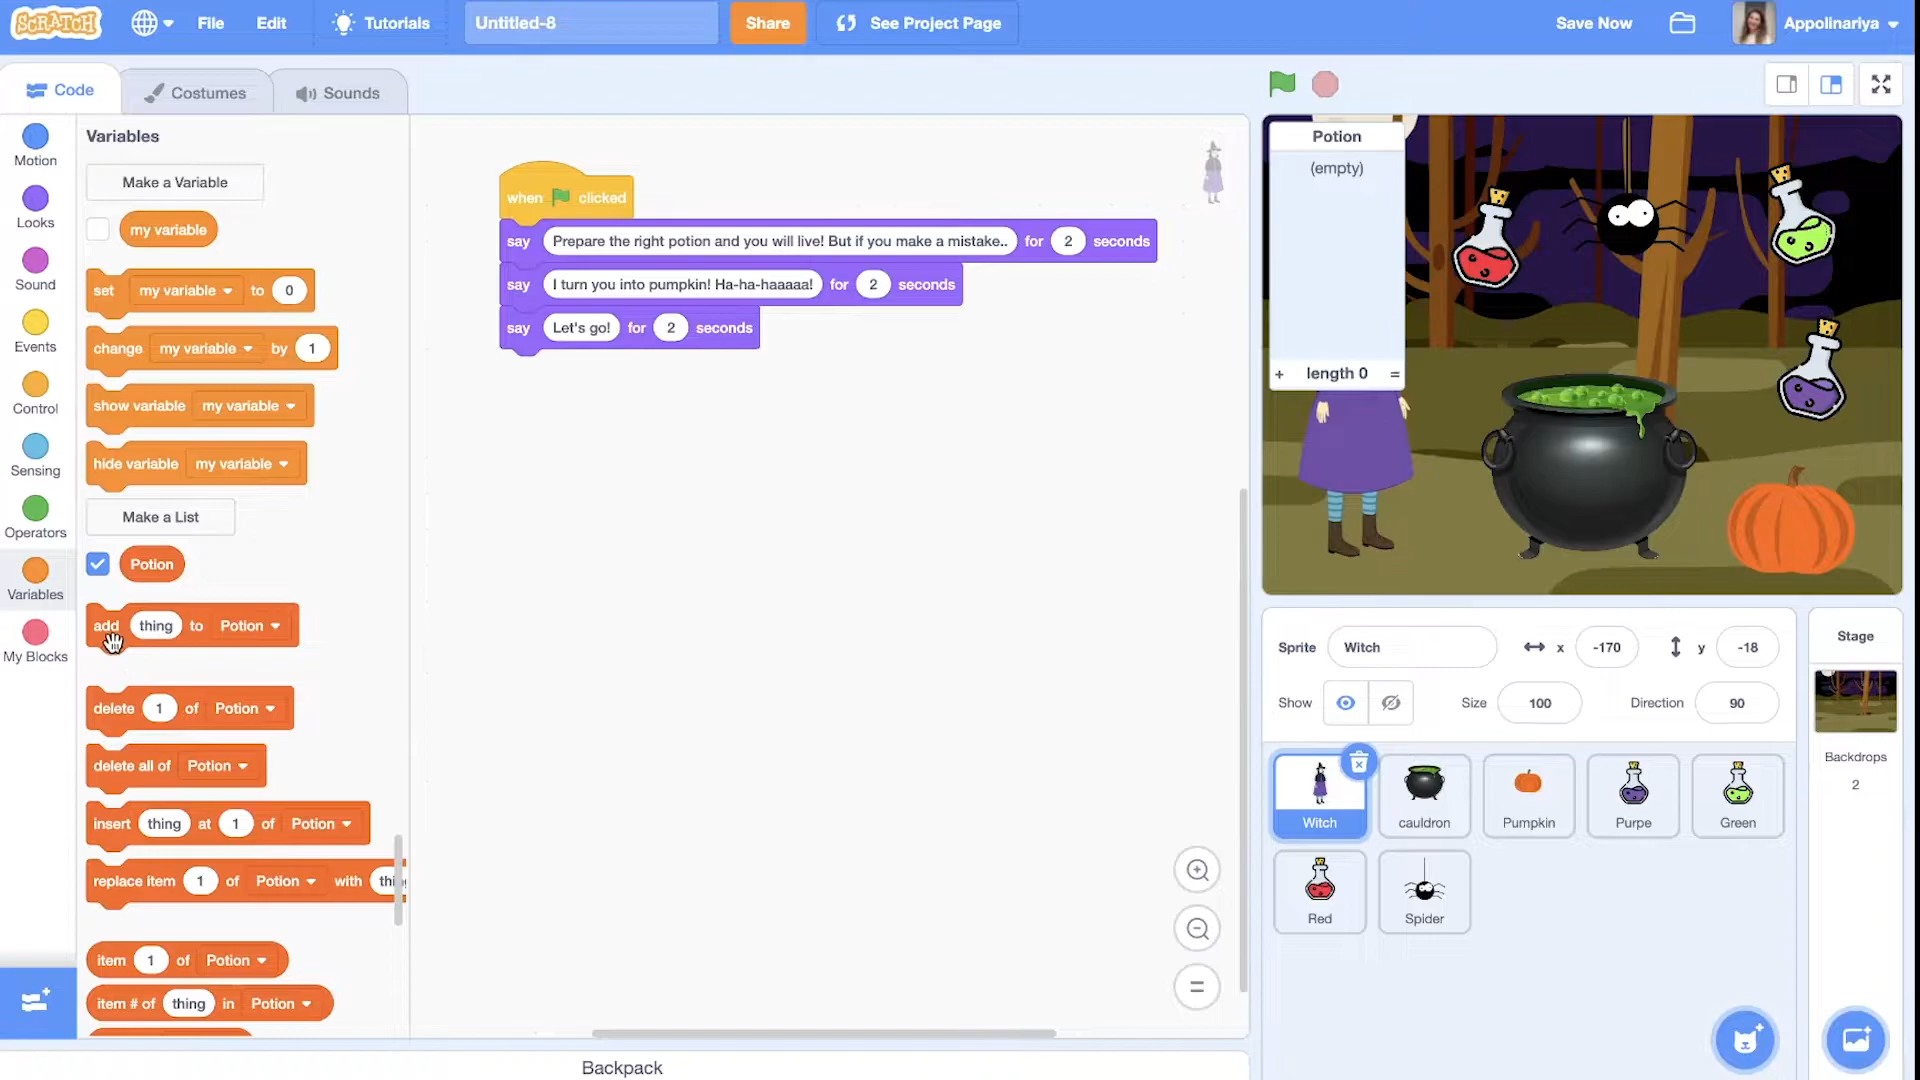 SCRATCH
File
Edit
Tutorials
Untitled-8
Share
See Project Page
Save Now
Appolinariya
Code
Costumes
Sounds
Motion
Looks
Sound
Events
Control
Sensing
Operators
Variables
My Blocks
Variables
Make a Variable
my variable
set my variable to 0
change my variable by 1
show variable my variable
hide variable my variable
Make a List
Potion
add thing to Potion
delete 1 of Potion
delete all of Potion
insert thing at 1 of Potion
replace item 1 of Potion with
item 1 of Potion
item # of thing in Potion
when clicked
say Prepare the right potion and you will live! But if you make a mistake.. for 2 seconds
say I turn you into pumpkin! Ha-ha-haaaaa! for 2 seconds
say Let's go! for 2 seconds
Backpack
Potion
(empty)
+ length 0 =
Sprite Witch x -170 y -18
Show Size 100 Direction 90
Witch
cauldron
Pumpkin
Purpe
Green
Red
Spider
Stage
Backdrops
2